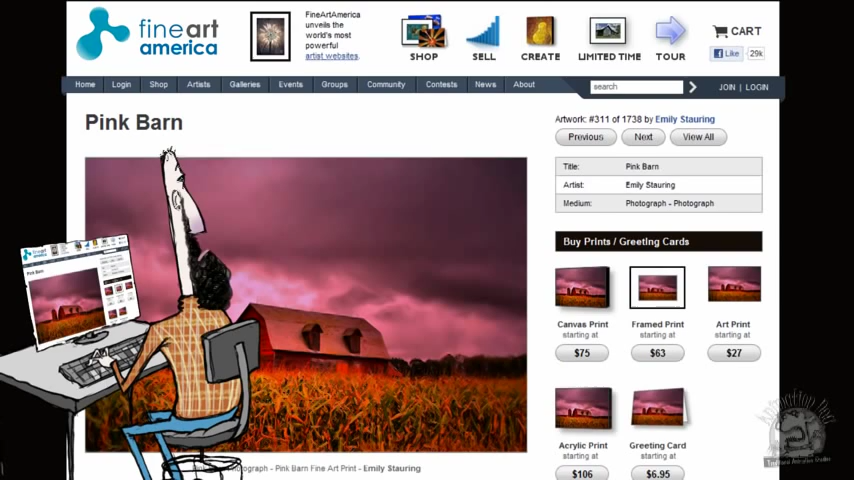 fineart
america
FineArtAmerica
unveils the
world's most
powerful
artist websites.
SHOP
SELL
CREATE
LIMITED TIME
TOUR
CART
Like
29k
Home
Login
Shop
Artists
Galleries
Events
Groups
Community
Contests
News
About
search
JOIN | LOGIN
Pink Barn
Artwork: #311 of 1738 by Emily Stauring
Previous
Next
View All
Title: Pink Barn
Artist: Emily Stauring
Medium: Photograph - Photograph
Buy Prints / Greeting Cards
Canvas Print
starting at
$75
Framed Print
starting at
$63
Art Print
starting at
$27
Acrylic Print
starting at
$106
Greeting Card
starting at
$6.95
fineart
america
Pink Barn
Photograph - Pink Barn Fine Art Print - Emily Stauring